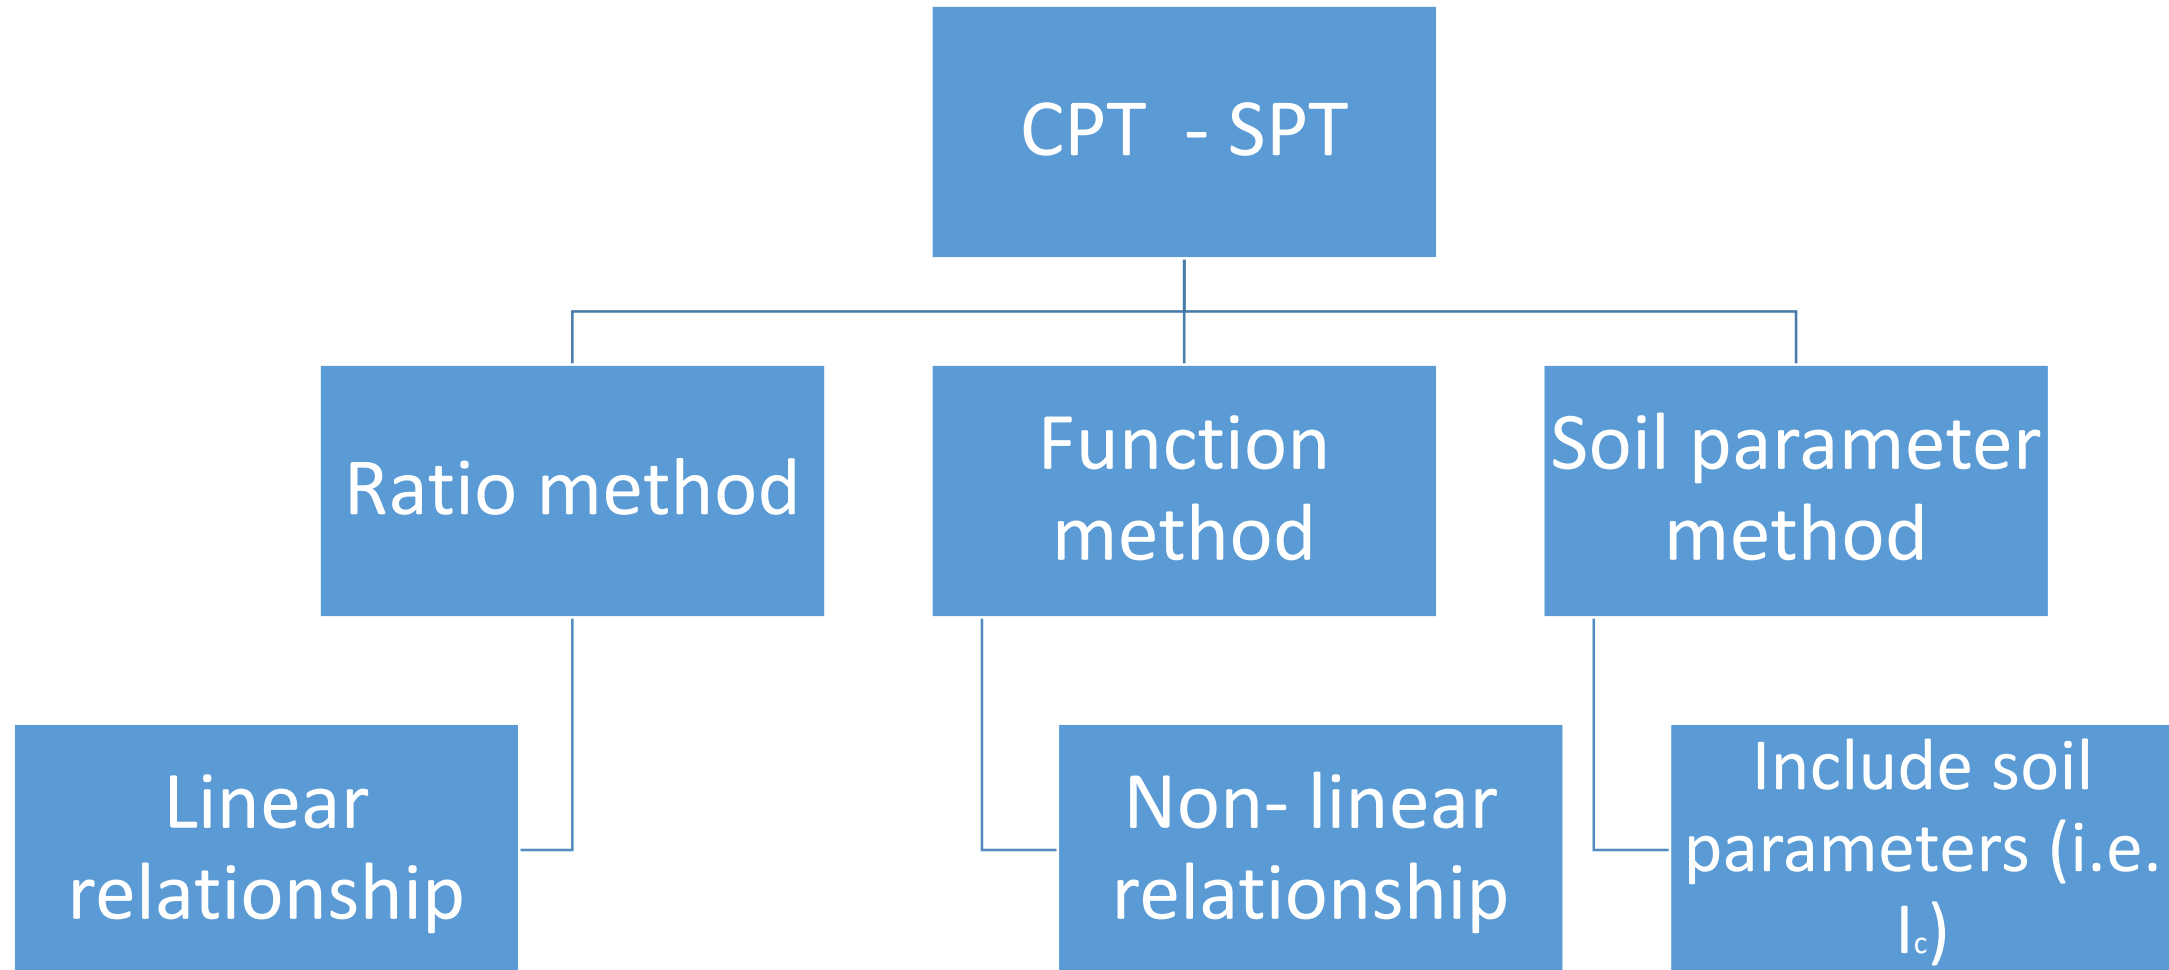 CPT  - SPT
Ratio method
Function
method
Soil parameter
method
Linear
relationship
Non- linear
relationship
Include soil
parameters (i.e.
Ic)